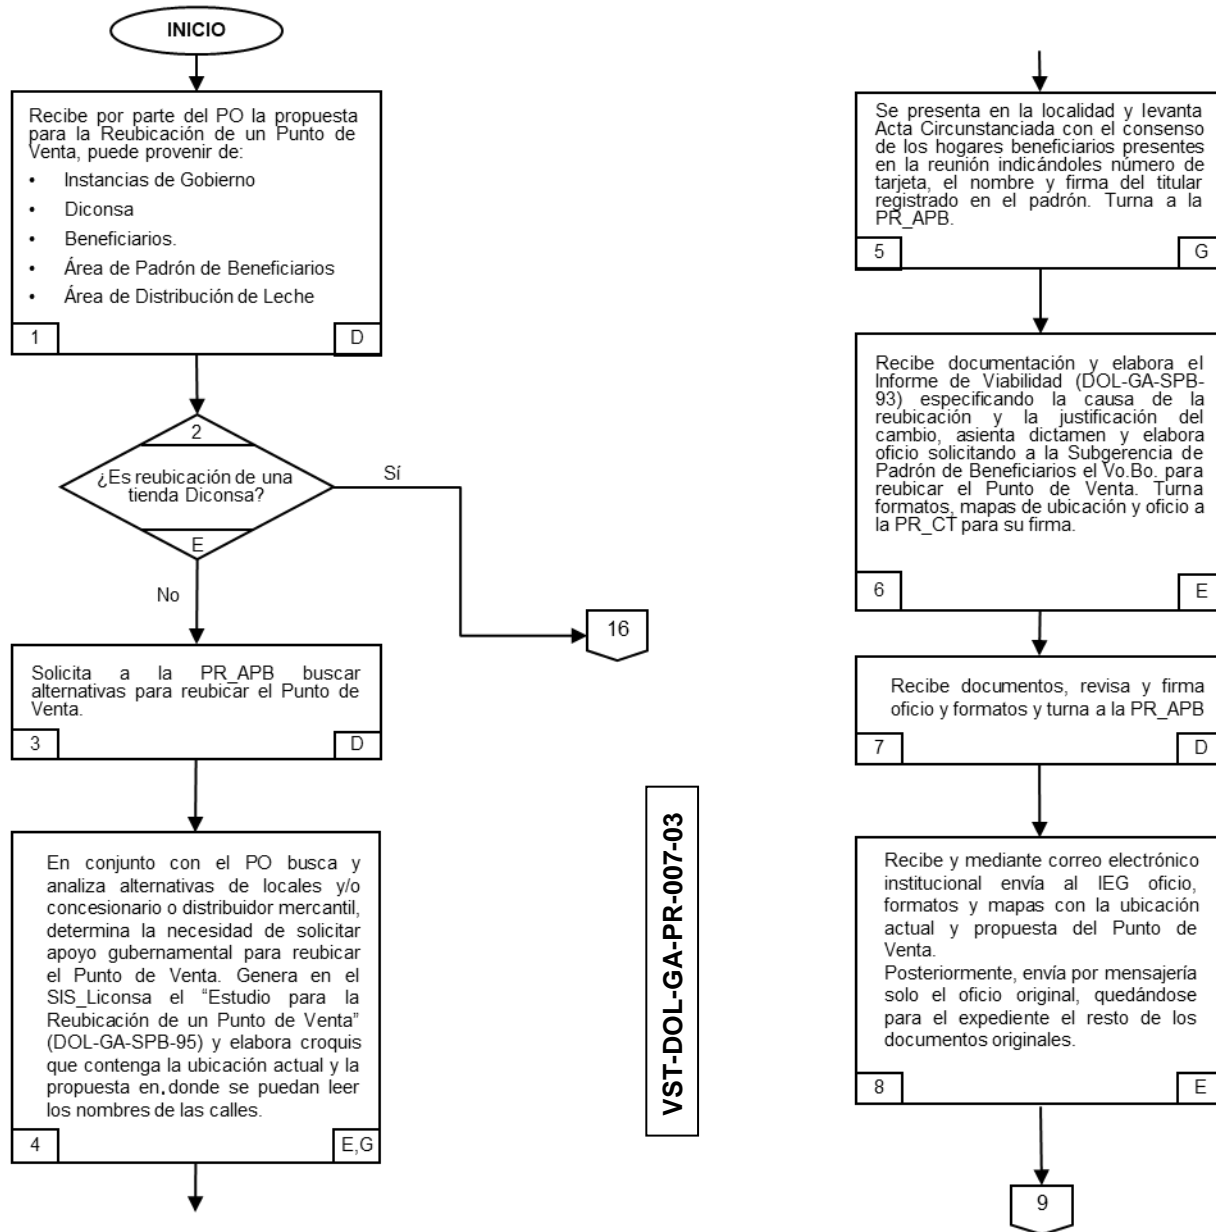 INICIO
Recibe por parte del PO la propuesta
para la Reubicación de un Punto de
Venta, puede provenir de:
• Instancias de Gobierno
• Diconsa
• Beneficiarios.
• Área de Padrón de Beneficiarios
• Área de Distribución de Leche
1
D
2
¿Es reubicación de una
tienda Diconsa?
E
Sí
No
16
Solicita a la PR_APB buscar
alternativas para reubicar el Punto de
Venta.
3
D
En conjunto con el PO busca y
analiza alternativas de locales y/o
concesionario o distribuidor mercantil,
determina la necesidad de solicitar
apoyo gubernamental para reubicar
el Punto de Venta. Genera en el
SIS_Liconsa el “Estudio para la
Reubicación de un Punto de Venta”
(DOL-GA-SPB-95) y elabora croquis
que contenga la ubicación actual y la
propuesta en. donde se puedan leer
los nombres de las calles.
4
E,G
VST-DOL-GA-PR-007-03
Se presenta en la localidad y levanta
Acta Circunstanciada con el consenso
de los hogares beneficiarios presentes
en la reunión indicándoles número de
tarjeta, el nombre y firma del titular
registrado en el padrón. Turna a la
PR_APB.
5
G
Recibe documentación y elabora el
Informe de Viabilidad (DOL-GA-SPB-
93) especificando la causa de la
reubicación y la justificación del
cambio, asienta dictamen y elabora
oficio solicitando a la Subgerencia de
Padrón de Beneficiarios el Vo.Bo. para
reubicar el Punto de Venta. Turna
formatos, mapas de ubicación y oficio a
la PR_CT para su firma.
6
E
Recibe documentos, revisa y firma
oficio y formatos y turna a la PR_APB
7
D
Recibe y mediante correo electrónico
institucional envía al IEG oficio,
formatos y mapas con la ubicación
actual y propuesta del Punto de
Venta.
Posteriormente, envía por mensajería
solo el oficio original, quedándose
para el expediente el resto de los
documentos originales.
8
E
9